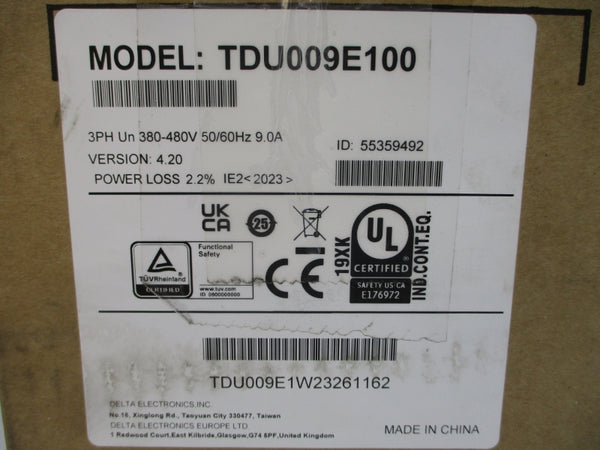 MODEL: TDU009E100
3PH Un 380-480V 50/60Hz 9.0A
ID: 55359492
VERSION: 4.20
POWER LOSS 2.2% IE2<2023>
UK
CA
25
TÜVRheinland
CERTIFIED
Functional
Safety
www.tuv.com
ID 0600000000
CE
19XK
UL
®
CERTIFIED
SAFETY US-CA
E176972
IND.CONT.EQ.
TDU009E1W23261162
DELTA ELECTRONICS,INC.
No.18, Xinglong Rd., Taoyuan City 330477, Taiwan
DELTA ELECTRONICS EUROPE LTD
1 Redwood Court,East Kilbride,Glasgow,G74 5PF,United Kingdom
MADE IN CHINA